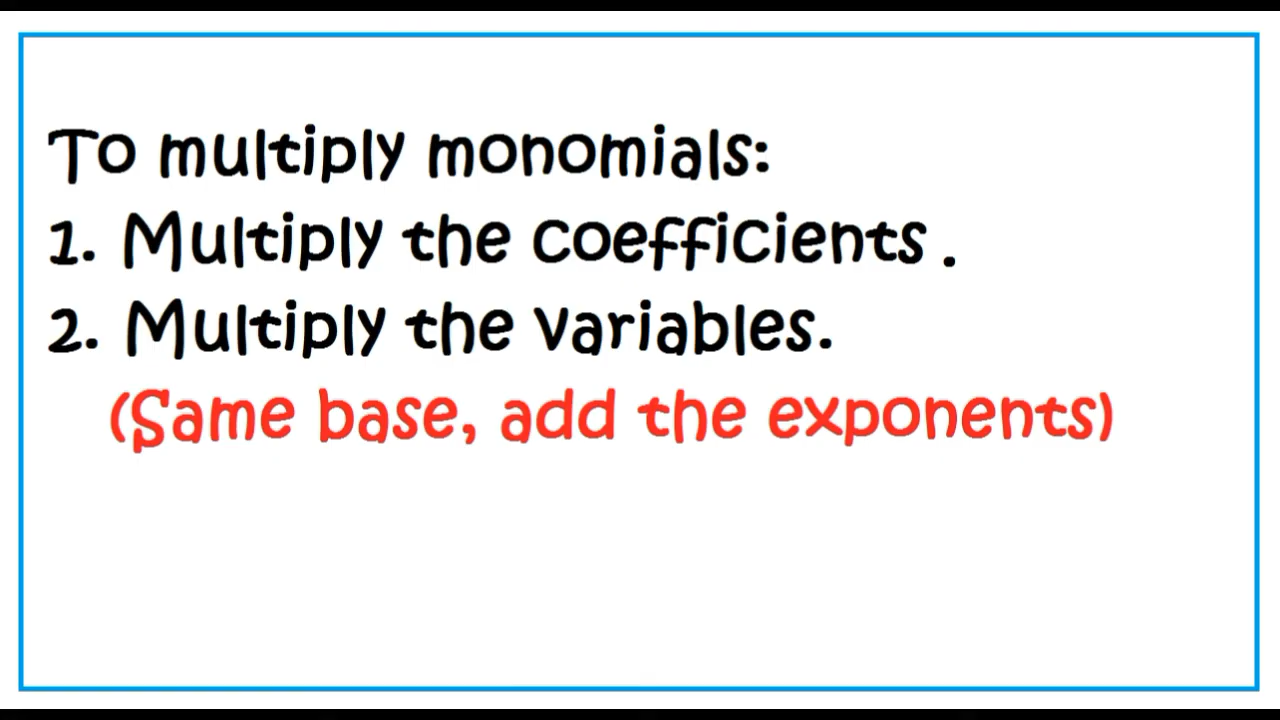 To multiply monomials:
1. Multiply the coefficients .
2. Multiply the variables.
(Same base, add the exponents)